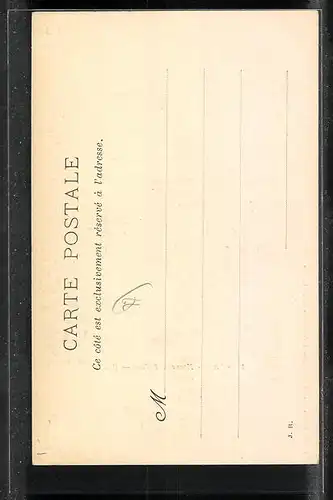 CARTE POSTALE
Ce côté est exclusivement réservé à l'adresse.
M
J. H.